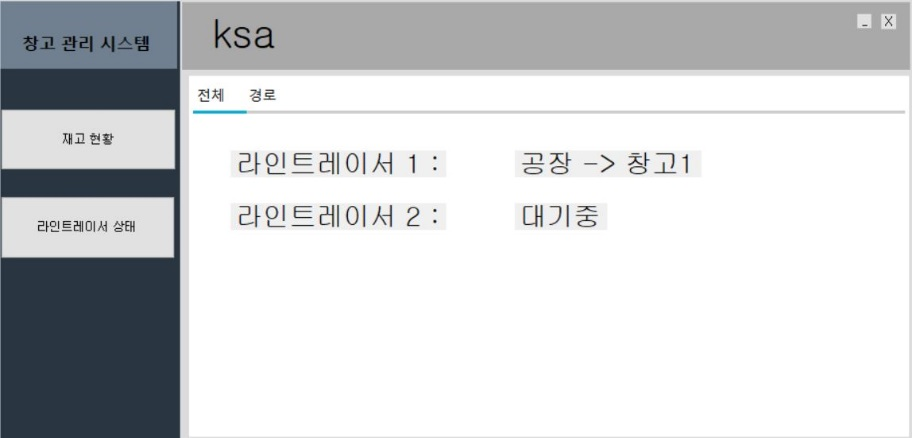 창고 관리 시스템
ksa
_ X
전체 경로
재고 현황
라인트레이서 상태
라인트레이서 1 : 공장 -> 창고1
라인트레이서 2 : 대기중